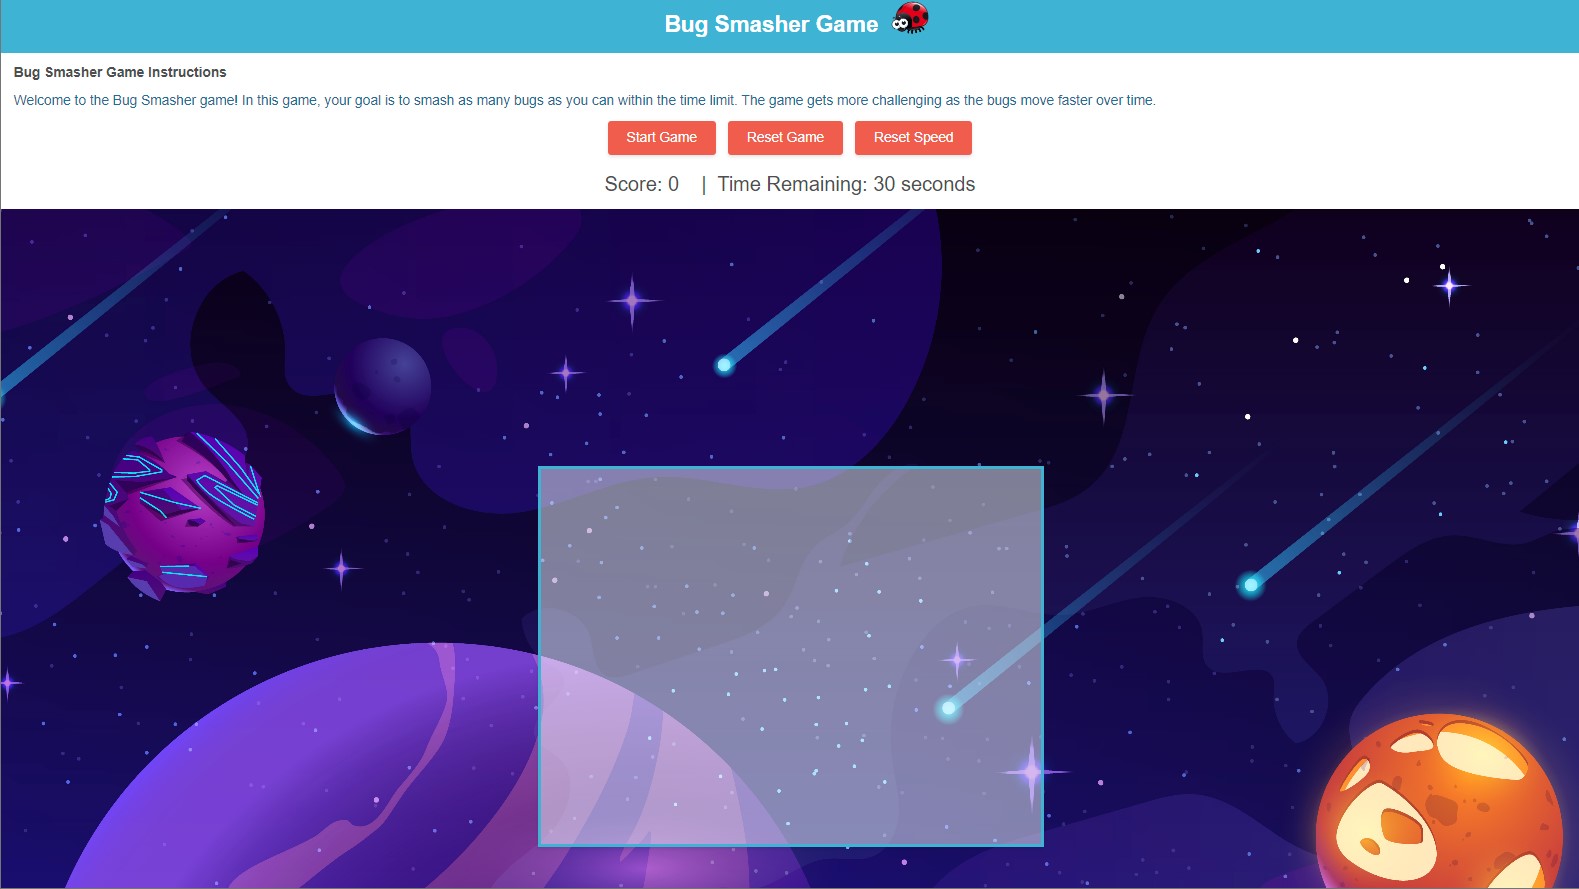 Bug Smasher Game
Bug Smasher Game Instructions
Welcome to the Bug Smasher game! In this game, your goal is to smash as many bugs as you can within the time limit. The game gets more challenging as the bugs move faster over time.
Start Game Reset Game Reset Speed
Score: 0 | Time Remaining: 30 seconds